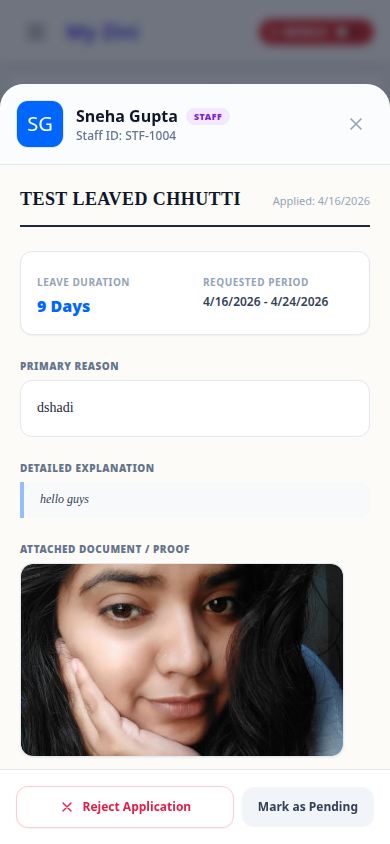 My Zini
SG
Sneha Gupta STAFF
Staff ID: STF-1004
TEST LEAVED CHHUTTI
Applied: 4/16/2026
LEAVE DURATION
9 Days
REQUESTED PERIOD
4/16/2026 - 4/24/2026
PRIMARY REASON
dshadi
DETAILED EXPLANATION
hello guys
ATTACHED DOCUMENT / PROOF
Reject Application
Mark as Pending